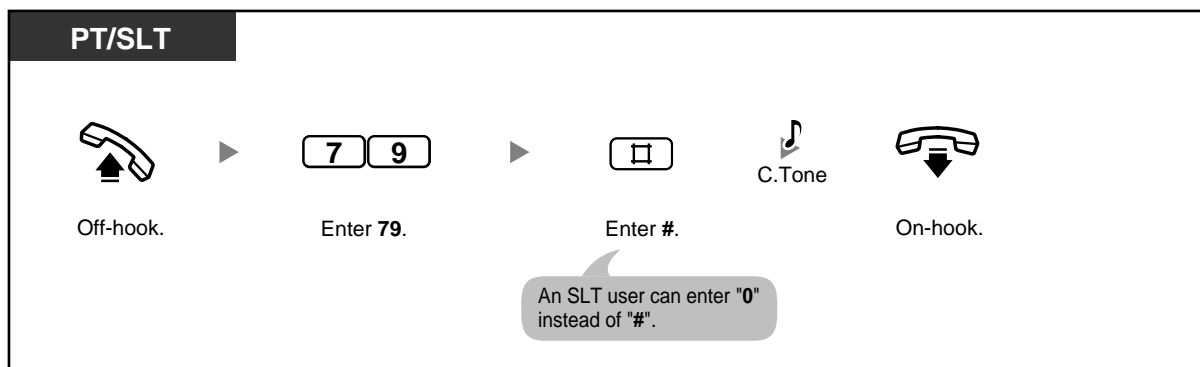 PT/SLT
7 9
#
C.Tone
Off-hook.
Enter 79.
Enter #.
On-hook.
An SLT user can enter "0"
instead of "#".